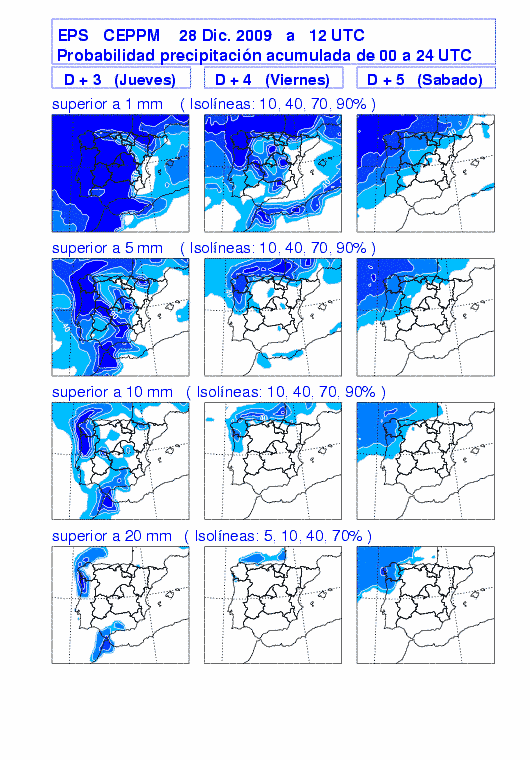 EPS CEPPM 28 Dic. 2009 a 12 UTC
Probabilidad precipitación acumulada de 00 a 24 UTC
D + 3 (Jueves) D + 4 (Viernes) D + 5 (Sabado)
superior a 1 mm ( Isolíneas: 10, 40, 70, 90% )
superior a 5 mm ( Isolíneas: 10, 40, 70, 90% )
superior a 10 mm ( Isolíneas: 10, 40, 70, 90% )
superior a 20 mm ( Isolíneas: 5, 10, 40, 70% )